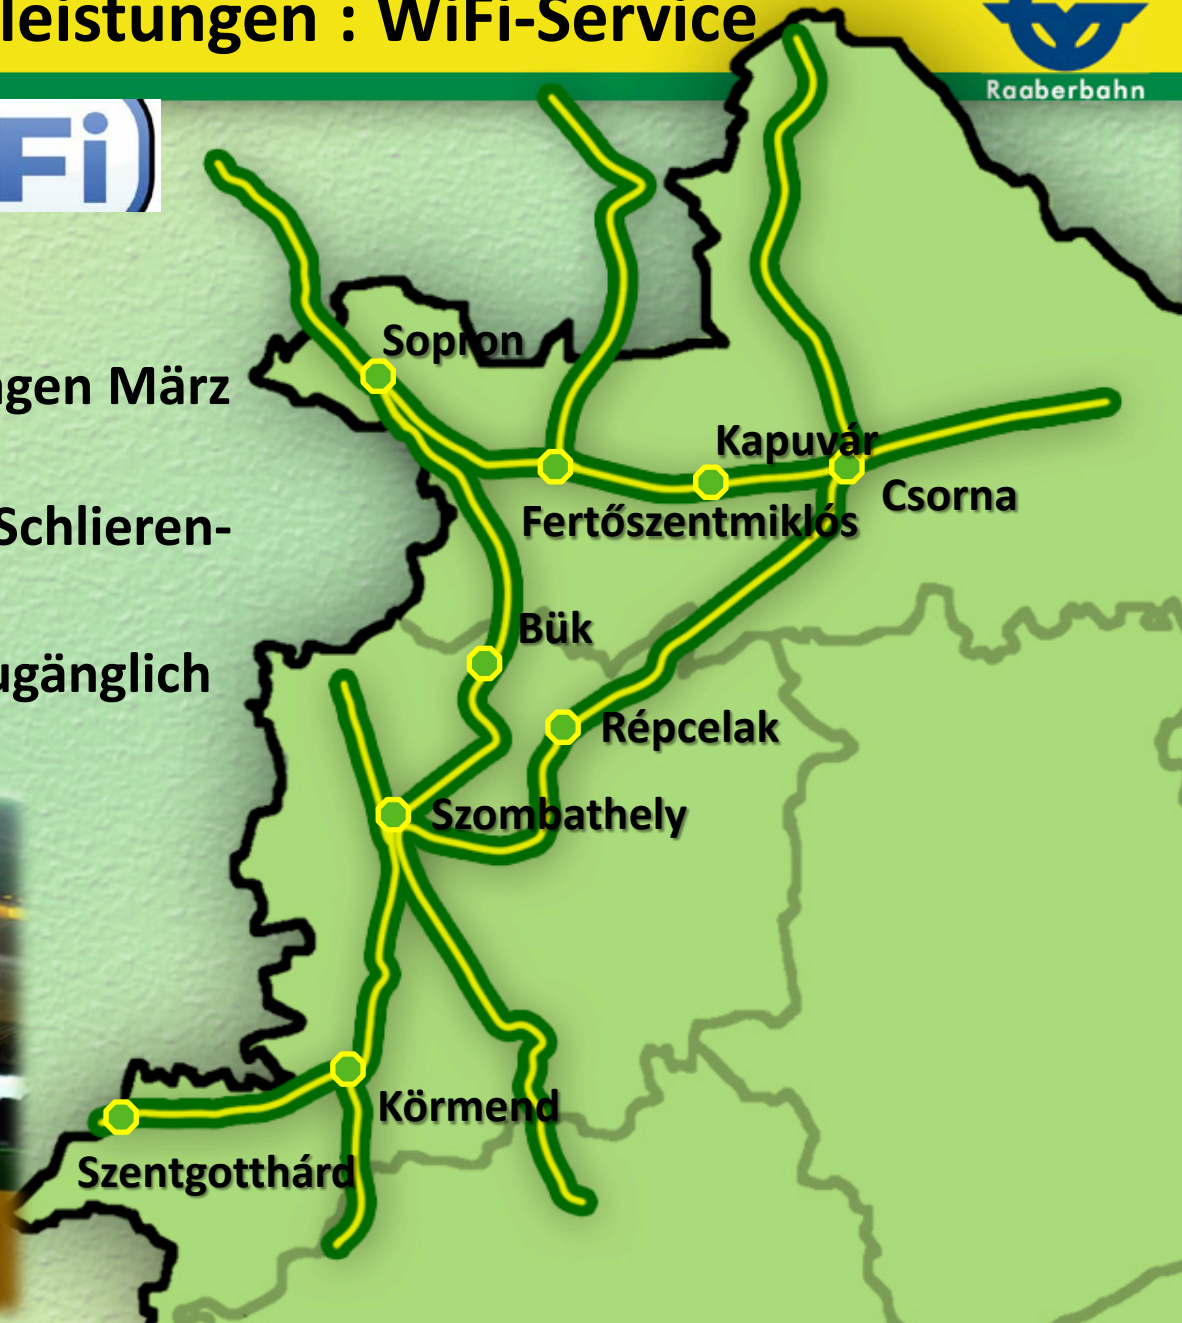 leistungen : WiFi-Service
Raaberbahn
Fi
Sopron
gen März
Kapuvár
Csorna
Schlieren-
Fertőszentmiklós
Bük
ugänglich
Répcelak
Szombathely
Körmend
Szentgotthárd